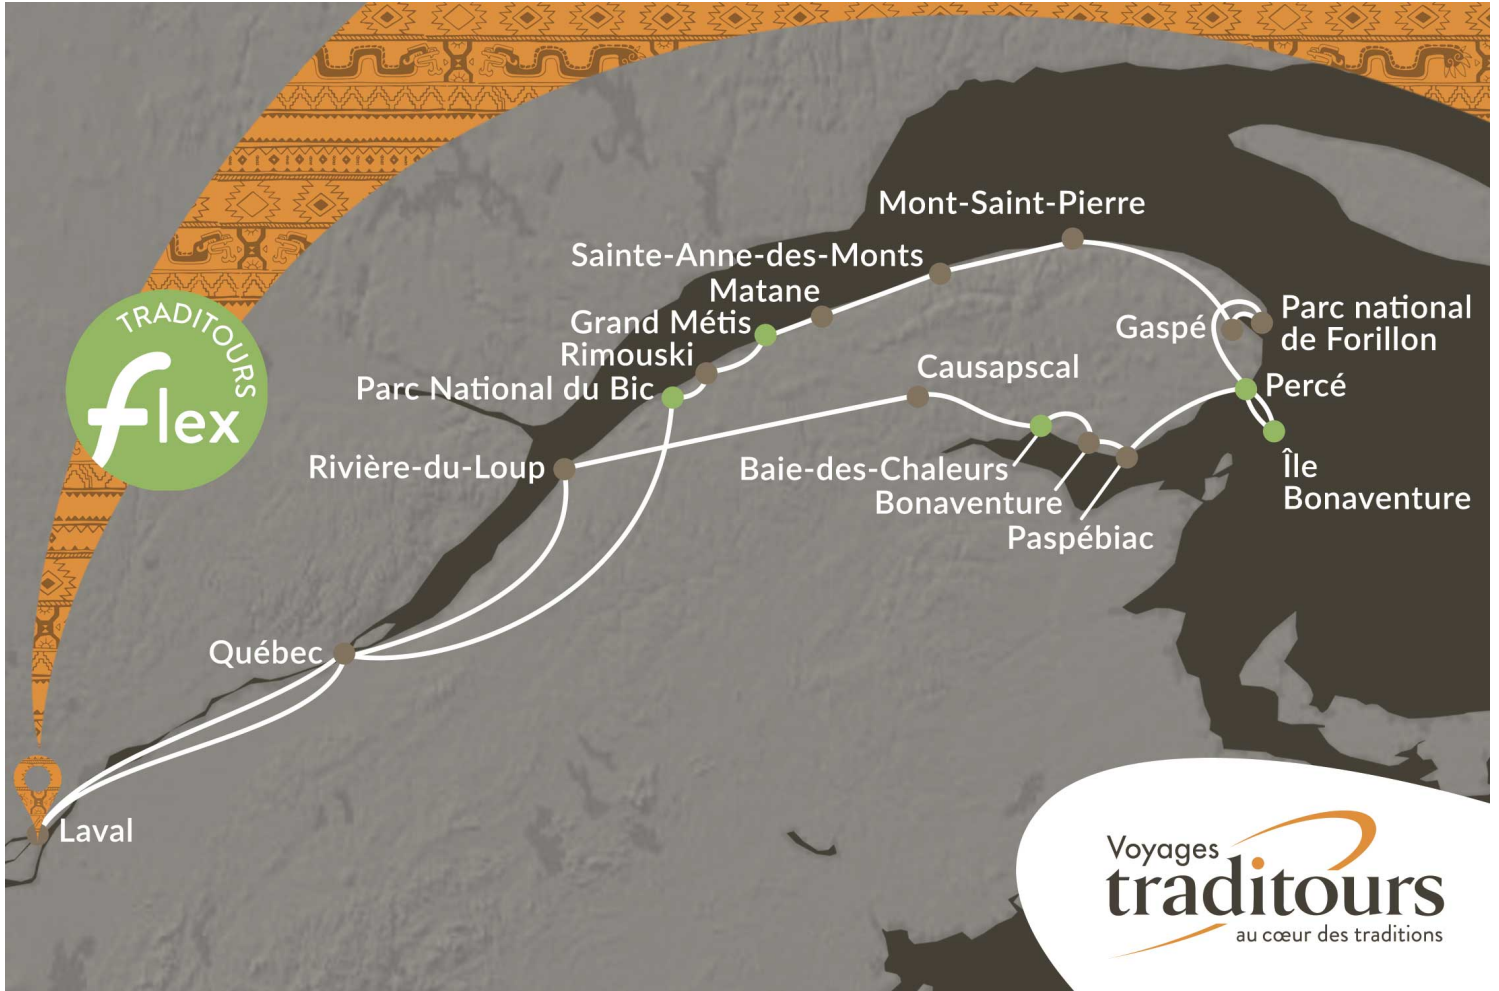 Mont-Saint-Pierre
Sainte-Anne-des-Monts
Matane
Grand Métis
Rimouski
Parc National du Bic
Parc national
de Forillon
Gaspé
Causapscal
Percé
TRADITOURS
flex
Rivière-du-Loup
Baie-des-Chaleurs
Bonaventure
Paspébiac
Île
Bonaventure
Québec
Laval
Voyages
traditours
au cœur des traditions